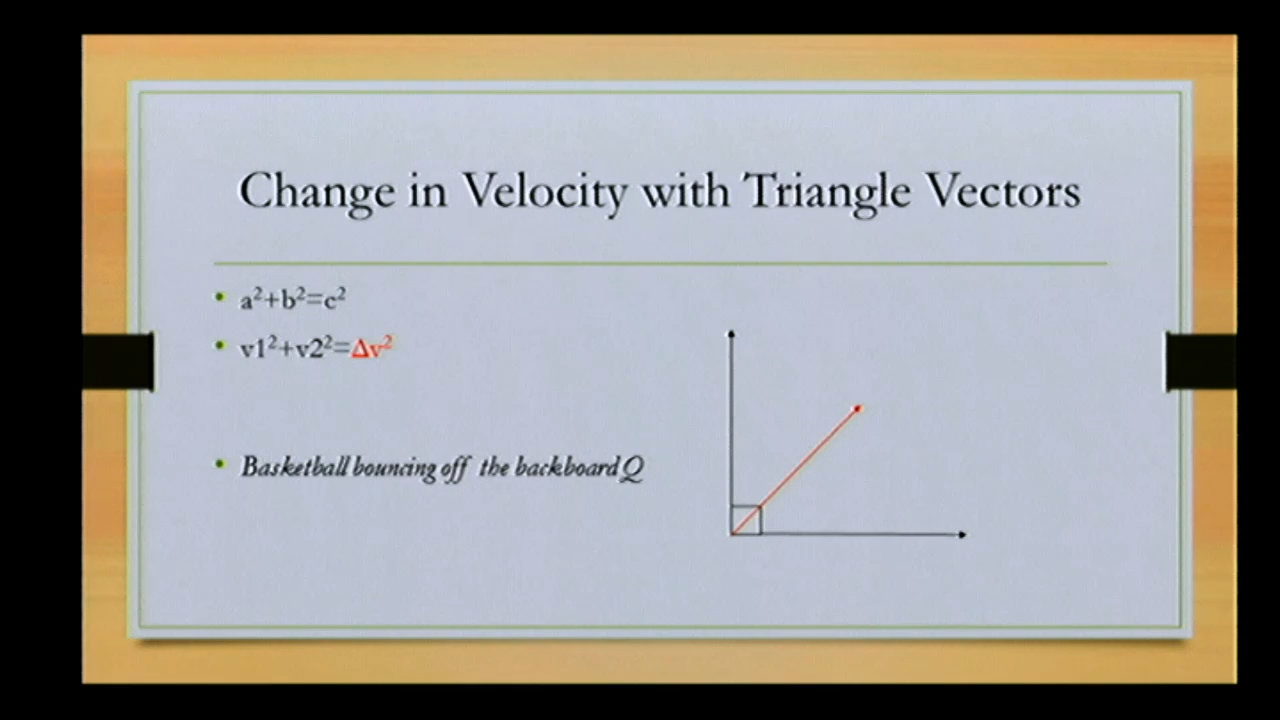 Change in Velocity with Triangle Vectors
• a²+b²=c²
• v1²+v2²=Δv²
• Basketball bouncing off the backboard Q